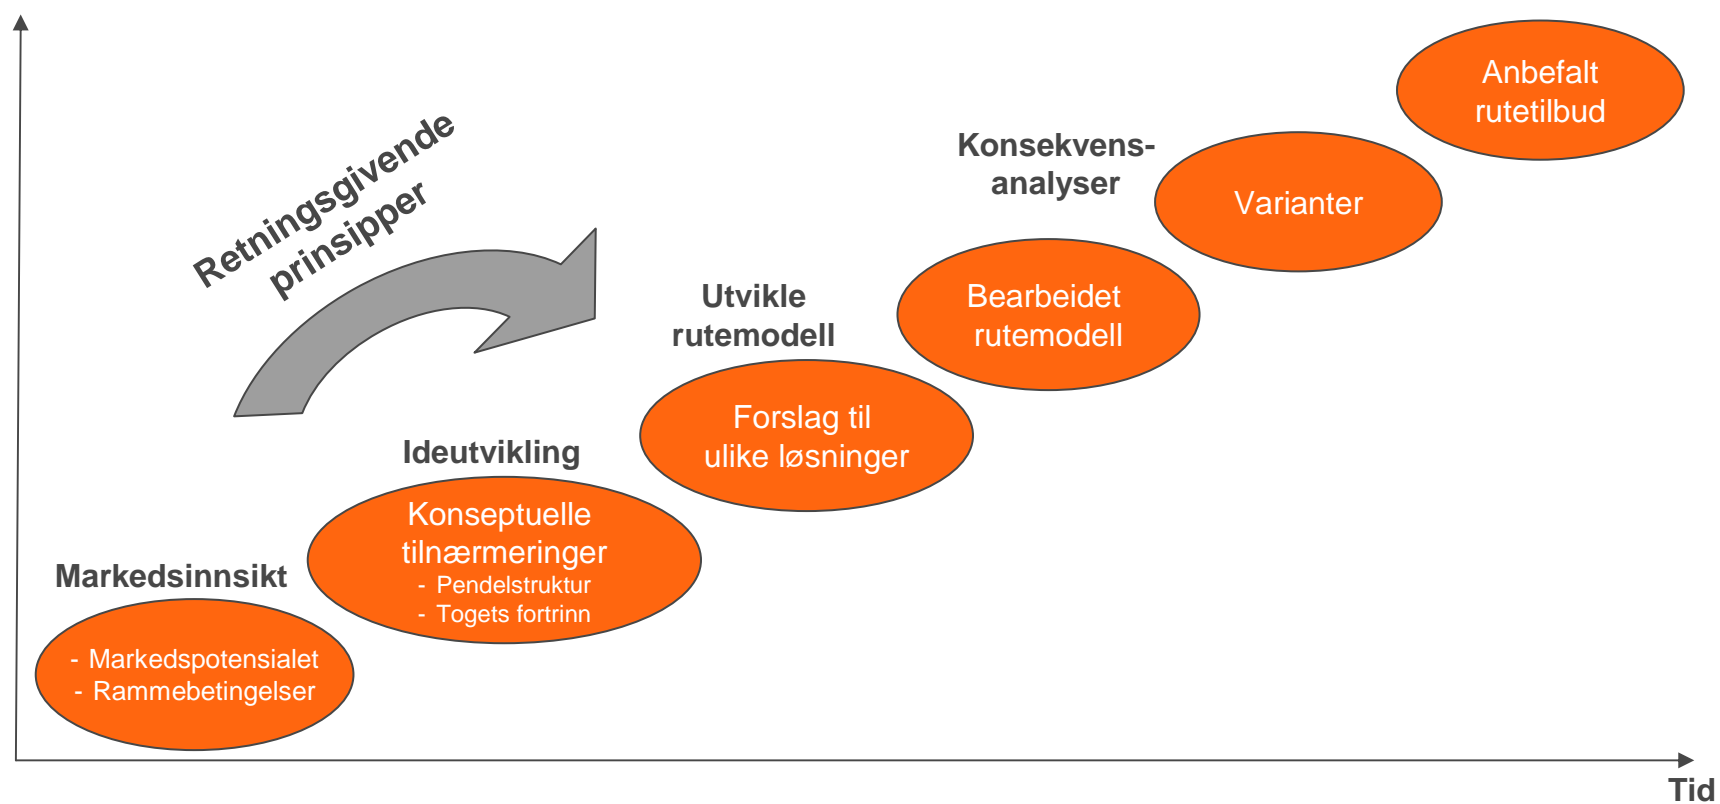 Anbefalt
rutetilbud
Konsekvens-
analyser
Varianter
Retningsgivende
prinsipper
Utvikle
rutemodell
Bearbeidet
rutemodell
Forslag til
ulike løsninger
Ideutvikling
Konseptuelle
tilnærmeringer
- Pendelstruktur
- Togets fortrinn
Markedsinnsikt
- Markedspotensialet
- Rammebetingelser
Tid